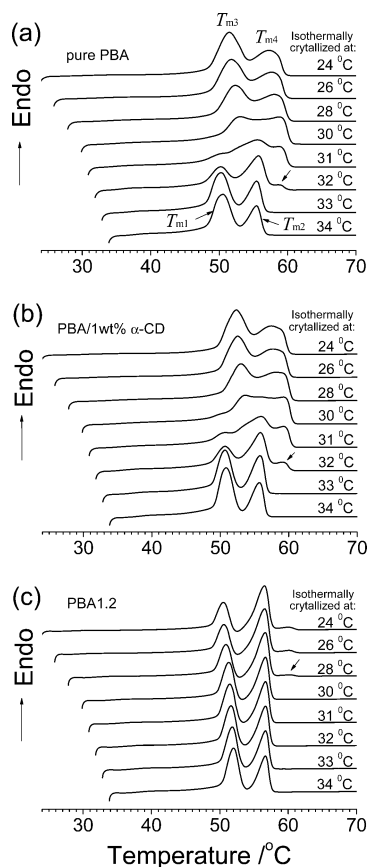 (a)
pure PBA
Tm3
Tm4
Isothermally
crytallized at:
24 ⁰C
26 ⁰C
28 ⁰C
30 ⁰C
31 ⁰C
32 ⁰C
33 ⁰C
34 ⁰C
Tm1
Tm2
Endo
30 40 50 60 70
(b)
PBA/1wt% α-CD
Isothermally
crytallized at:
24 ⁰C
26 ⁰C
28 ⁰C
30 ⁰C
31 ⁰C
32 ⁰C
33 ⁰C
34 ⁰C
Endo
30 40 50 60 70
(c)
PBA1.2
Isothermally
crytallized at:
24 ⁰C
26 ⁰C
28 ⁰C
30 ⁰C
31 ⁰C
32 ⁰C
33 ⁰C
34 ⁰C
Endo
30 40 50 60 70
Temperature /⁰C